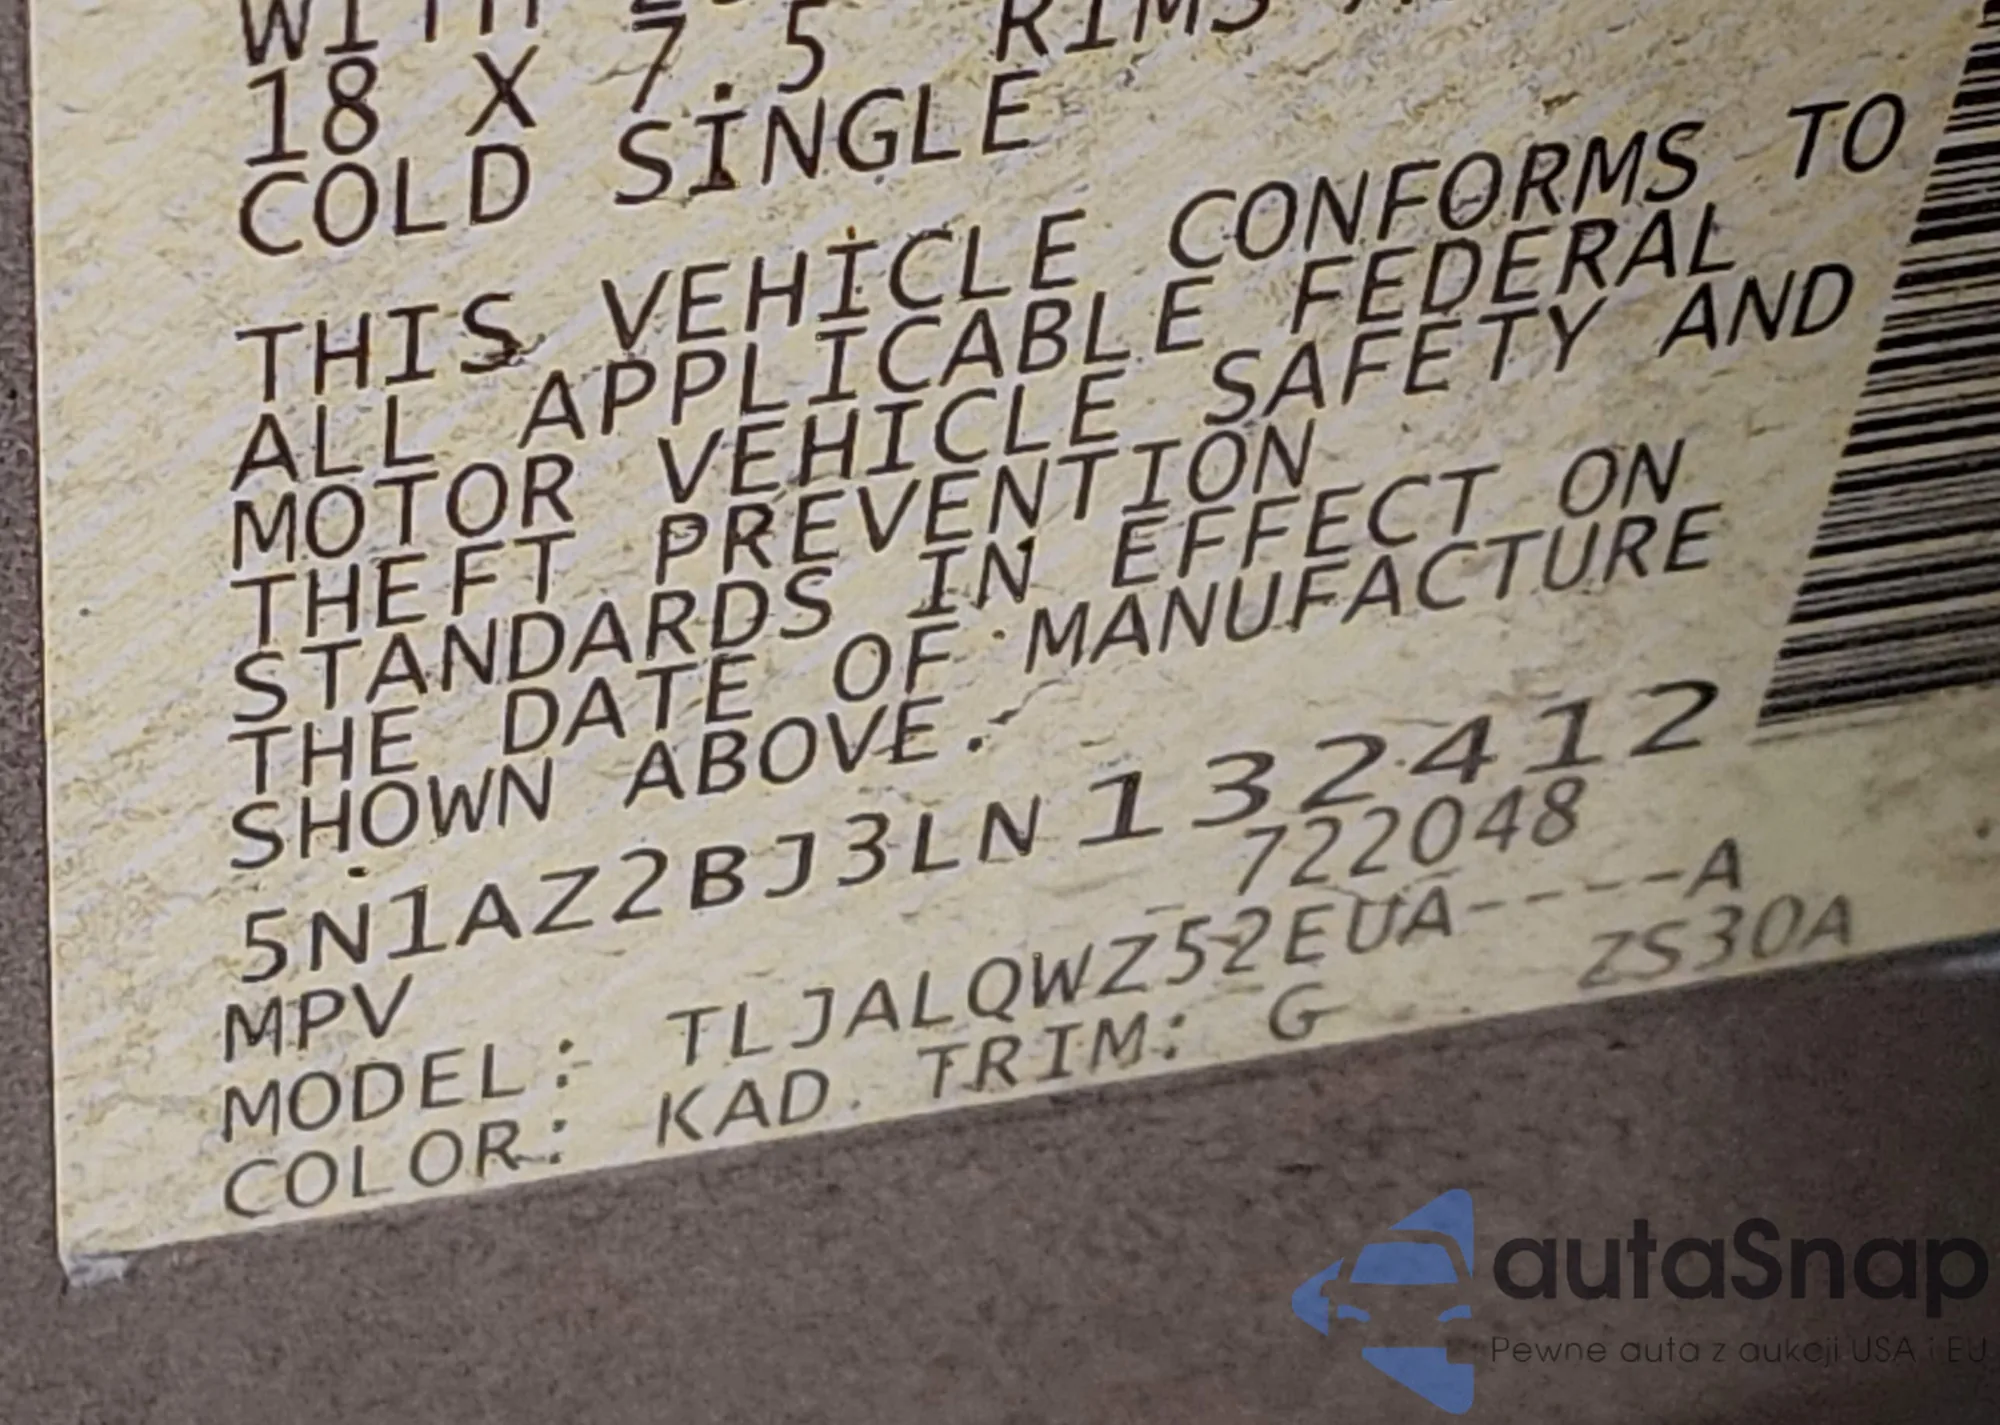 WITH
18 X 7.5 RIMS
COLD SINGLE
THIS VEHICLE CONFORMS TO
ALL APPLICABLE FEDERAL
MOTOR VEHICLE SAFETY AND
THEFT PREVENTION
STANDARDS IN EFFECT ON
THE DATE OF MANUFACTURE
SHOWN ABOVE.
5N1AZ2BJ3LN132412
MPV 722048
MODEL: TLJALQWZ52EUA-----A
COLOR: KAD TRIM: G ZS30A
autaSnap
Pewne auta z aukcji USA i EU